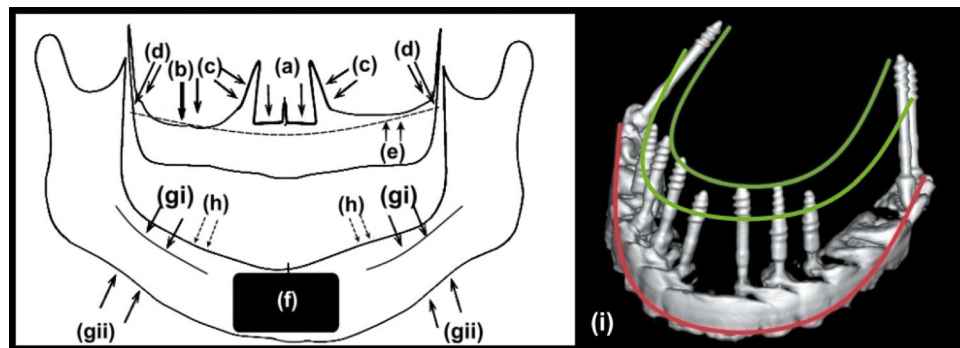 (d) (b) (c) (a) (c) (d)
(e)
(gi) (h) (h) (gi)
(f)
(gii) (gii)
(i)